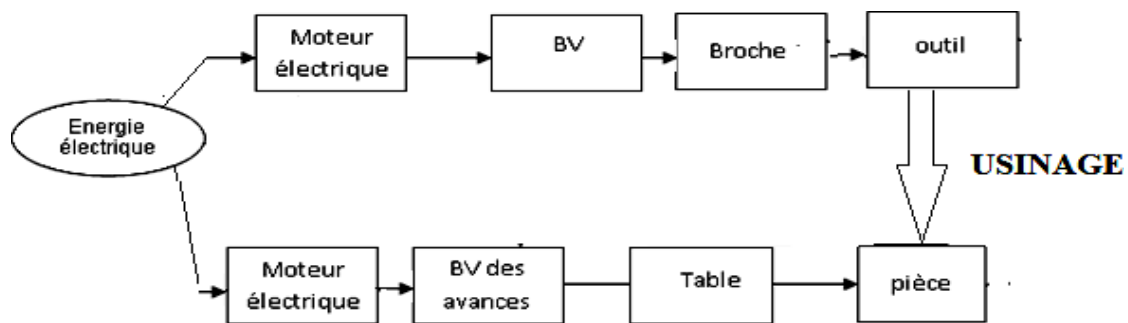 Moteur
électrique
BV
Broche
outil
Energie
électrique
USINAGE
Moteur
électrique
BV des
avances
Table
pièce